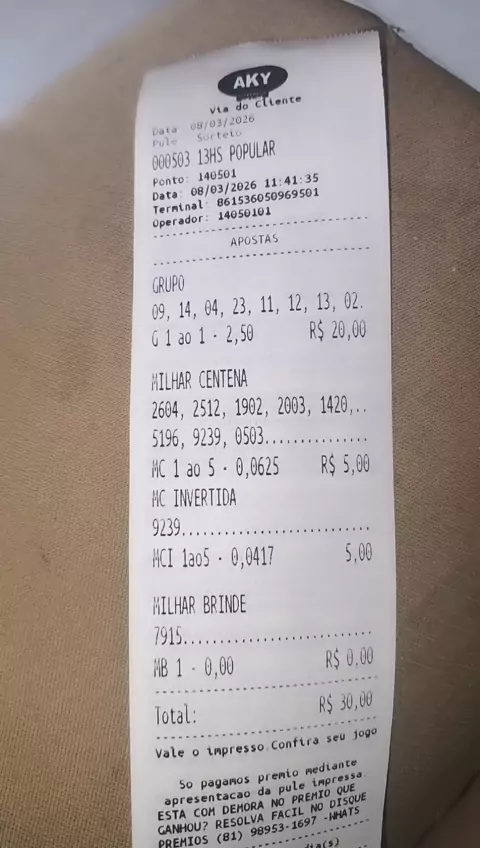 AKY
Via do Cliente
Data 08/03/2026
Pule Sorteio
000503 13HS POPULAR
Ponto: 140501
Data: 08/03/2026 11:41:35
Terminal: 861536050969501
Operador: 14050101
APOSTAS
GRUPO
09, 14, 04, 23, 11, 12, 13, 02.
G 1 ao 1 - 2,50 R$ 20,00
MILHAR CENTENA
2604, 2512, 1902, 2003, 1420,..
5196, 9239, 0503...............
MC 1 ao 5 - 0,0625 R$ 5,00
MC INVERTIDA
9239...........................
MCI 1ao5 - 0,0417 5,00
MILHAR BRINDE
7915...........................
MB 1 - 0,00 R$ 0,00
Total: R$ 30,00
Vale o impresso.Confira seu jogo
So pagamos premio mediante
apresentacao da pule impressa.
ESTA COM DEMORA NO PREMIO QUE
GANHOU? RESOLVA FACIL NO DISQUE
PREMIOS (81) 98953-1697 -WHATS